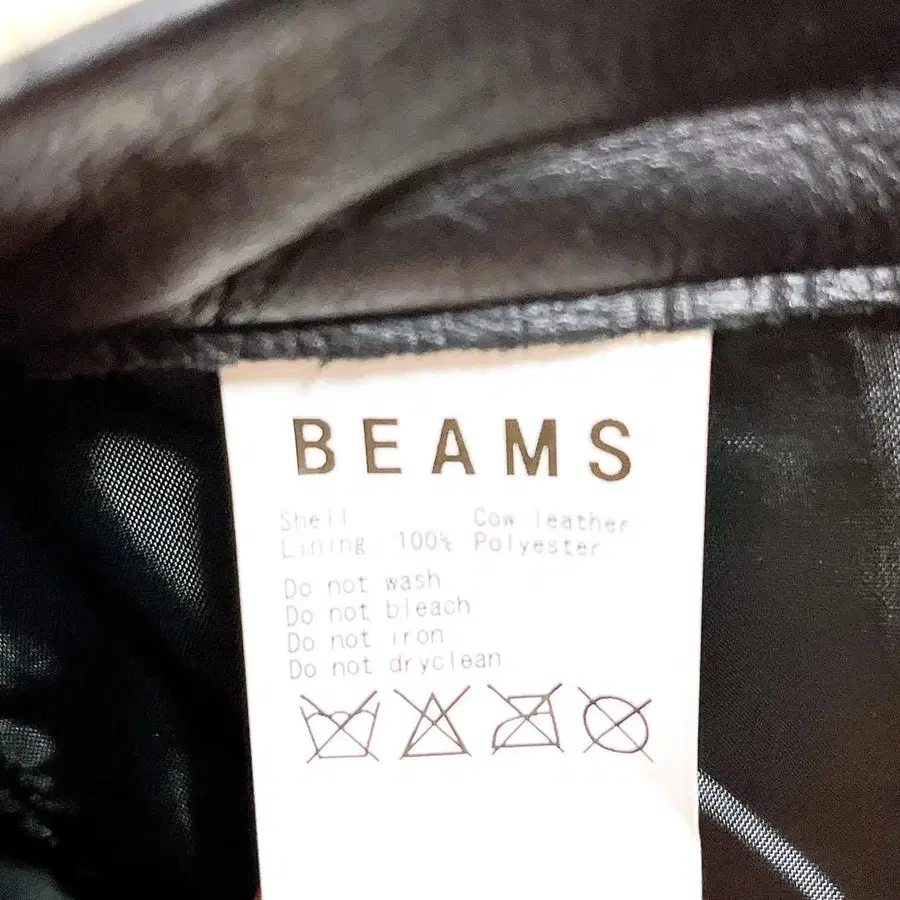 BEAMS
Shell Cow leather
Lining 100% Polyester
Do not wash
Do not bleach
Do not iron
Do not dryclean